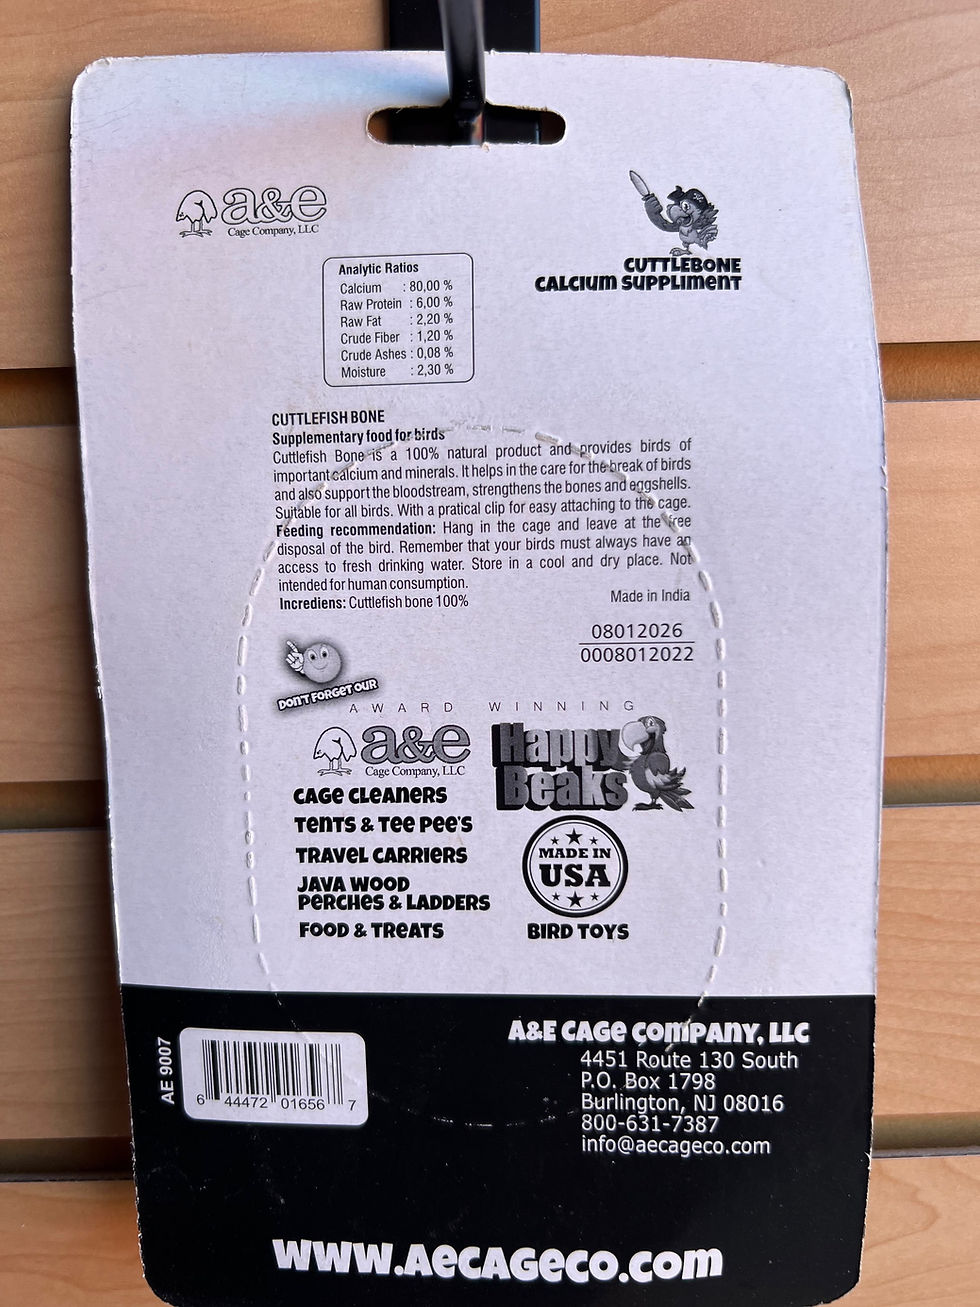 a&e
Cage Company, LLC
CUTTLEBONE
CALCIUM SUPPLIMENT
Analytic Ratios
Calcium : 80,00 %
Raw Protein : 6,00 %
Raw Fat : 2,20 %
Crude Fiber : 1,20 %
Crude Ashes : 0,08 %
Moisture : 2,30 %
CUTTLEFISH BONE
Supplementary food for birds
Cuttlefish Bone is a 100% natural product and provides birds of
important calcium and minerals. It helps in the care for the break of birds
and also support the bloodstream, strengthens the bones and eggshells.
Suitable for all birds. With a pratical clip for easy attaching to the cage.
Feeding recommendation: Hang in the cage and leave at the free
disposal of the bird. Remember that your birds must always have an
access to fresh drinking water. Store in a cool and dry place. Not
intended for human consumption.
Incrediens: Cuttlefish bone 100%
Made in India
08012026
0008012022
DON'T FORGET OUR
AWARD WINNING
a&e
Cage Company, LLC
Happy
Beaks
CAGE CLEANERS
TENTS & TEE PEE'S
TRAVEL CARRIERS
JAVA WOOD
PERCHES & LADDERS
FOOD & TREATS
MADE IN
USA
BIRD TOYS
AE 9007
6 44472 01656 7
A&E CAGE COMPANY, LLC
4451 Route 130 South
P.O. Box 1798
Burlington, NJ 08016
800-631-7387
info@aecageco.com
WWW.AECAGECO.COM